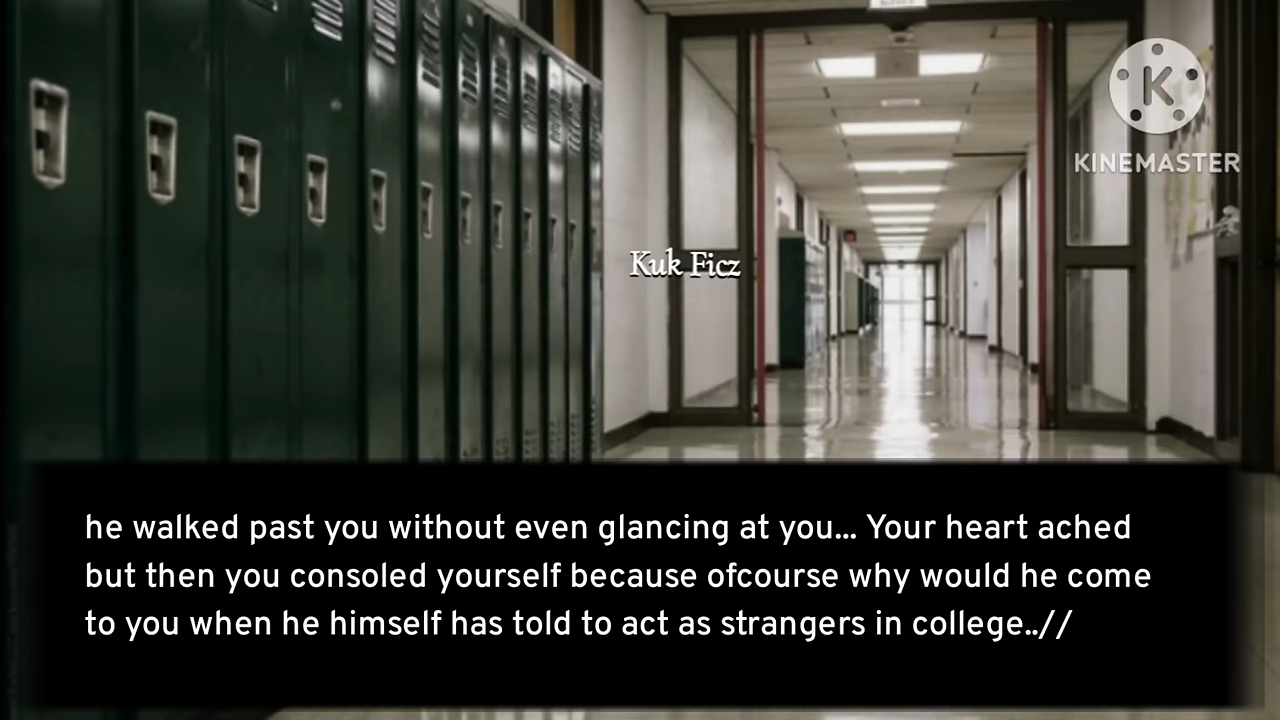 KINEMASTER
Kuk Ficz
he walked past you without even glancing at you... Your heart ached
but then you consoled yourself because ofcourse why would he come
to you when he himself has told to act as strangers in college..//